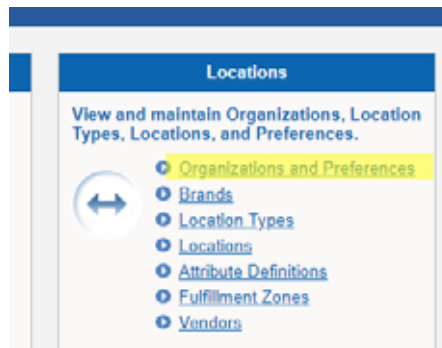 Locations
View and maintain Organizations, Location
Types, Locations, and Preferences.
Organizations and Preferences
Brands
Location Types
Locations
Attribute Definitions
Fulfillment Zones
Vendors